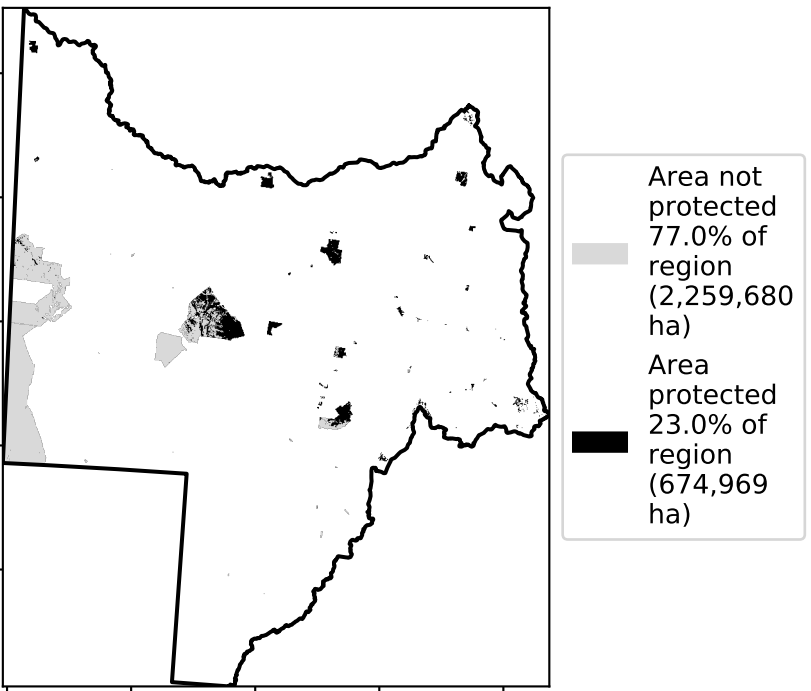 Area not
protected
77.0% of
region
(2,259,680
ha)
Area
protected
23.0% of
region
(674,969
ha)